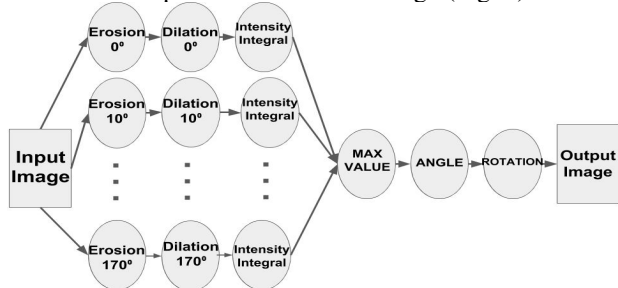 Erosion
0º
Dilation
0º
Intensity
Integral
Erosion
10º
Dilation
10º
Intensity
Integral
Input
Image
MAX
VALUE
ANGLE
ROTATION
Output
Image
Erosion
170º
Dilation
170º
Intensity
Integral